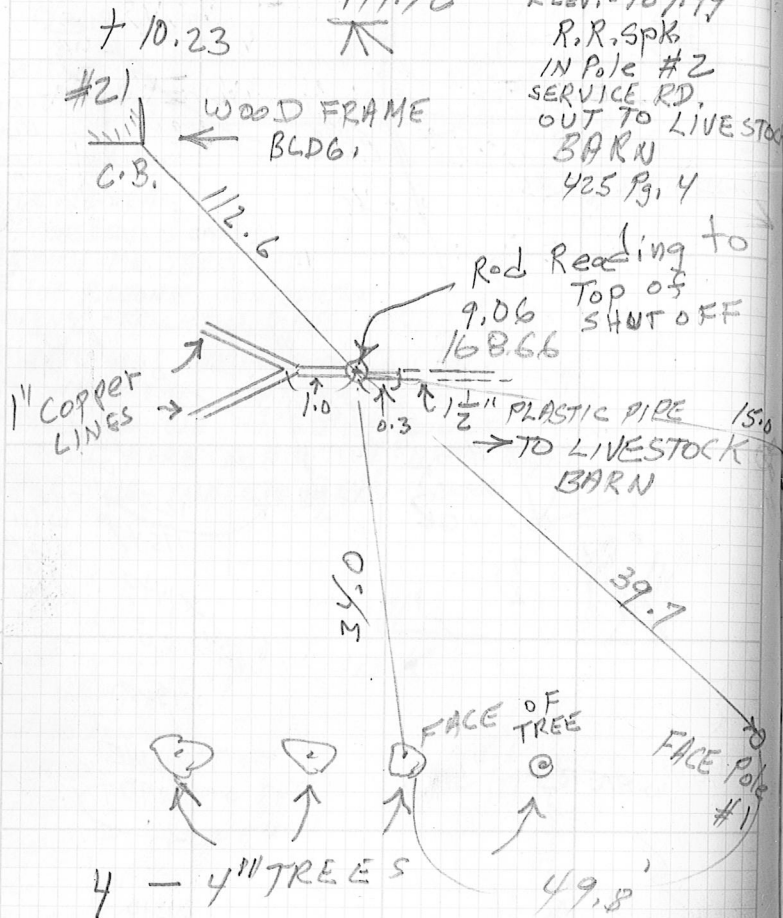 + 10.23
R.R. Spk
IN Pole #2
SERVICE RD.
OUT TO LIVESTOC
BARN
425 Pg. 4
#21
WOOD FRAME
BLDG.
C.B.
112.6
Rod Reading to
Top of
SHUT OFF
9.06
168.66
1" Copper
LINES
1.0
0.3
1 1/2" PLASTIC PIPE
15.0
TO LIVESTOCK
BARN
39.7
FACE OF
TREE
FACE Pole
#1
4 - 4" TREES
49.8'